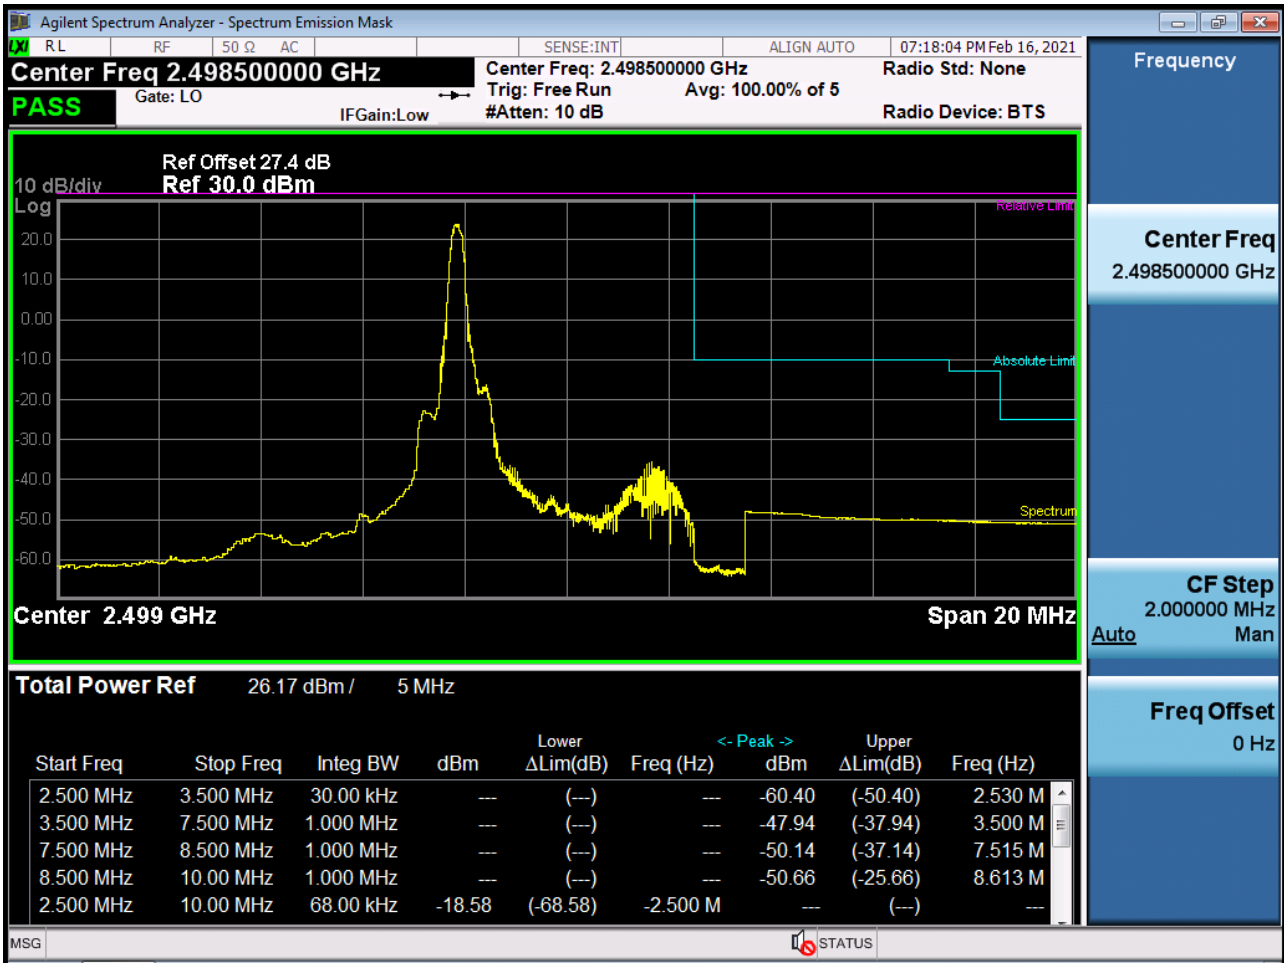 Agilent Spectrum Analyzer - Spectrum Emission Mask
LXI RL RF 50 Ω AC SENSE:INT ALIGN AUTO 07:18:04 PM Feb 16, 2021
Center Freq 2.498500000 GHz Center Freq: 2.498500000 GHz Radio Std: None
Gate: LO Trig: Free Run Avg: 100.00% of 5
PASS IFGain:Low #Atten: 10 dB Radio Device: BTS
Ref Offset 27.4 dB
10 dB/div Ref 30.0 dBm
Log
Relative Limit
20.0
10.0
0.00
-10.0
Absolute Limit
-20.0
-30.0
-40.0
-50.0
Spectrum
-60.0
Center 2.499 GHz Span 20 MHz
Total Power Ref 26.17 dBm / 5 MHz
Lower <- Peak -> Upper
Start Freq Stop Freq Integ BW dBm ΔLim(dB) Freq (Hz) dBm ΔLim(dB) Freq (Hz)
2.500 MHz 3.500 MHz 30.00 kHz --- (---) --- -60.40 (-50.40) 2.530 M
3.500 MHz 7.500 MHz 1.000 MHz --- (---) --- -47.94 (-37.94) 3.500 M
7.500 MHz 8.500 MHz 1.000 MHz --- (---) --- -50.14 (-37.14) 7.515 M
8.500 MHz 10.00 MHz 1.000 MHz --- (---) --- -50.66 (-25.66) 8.613 M
2.500 MHz 10.00 MHz 68.00 kHz -18.58 (-68.58) -2.500 M --- (---) ---
MSG STATUS
Frequency
Center Freq
2.498500000 GHz
CF Step
2.000000 MHz
Auto Man
Freq Offset
0 Hz